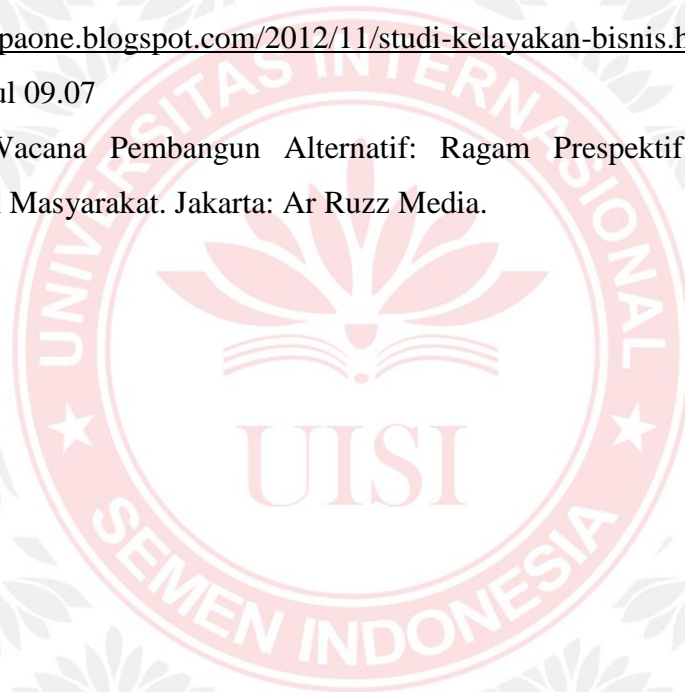 paone.blogspot.com/2012/11/studi-kelayakan-bisnis.h
ul 09.07
Wacana Pembangun Alternatif: Ragam Prespektif
Masyarakat. Jakarta: Ar Ruzz Media.
UNIVERSITAS INTERNASIONAL
UISI
SEMEN INDONESIA